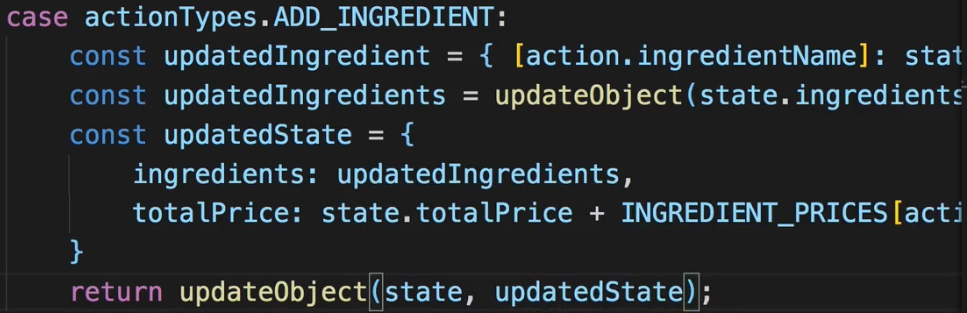 case actionTypes.ADD_INGREDIENT:
const updatedIngredient = { [action.ingredientName]: stat
const updatedIngredients = updateObject(state.ingredients
const updatedState = {
ingredients: updatedIngredients,
totalPrice: state.totalPrice + INGREDIENT_PRICES[acti
}
return updateObject(state, updatedState);